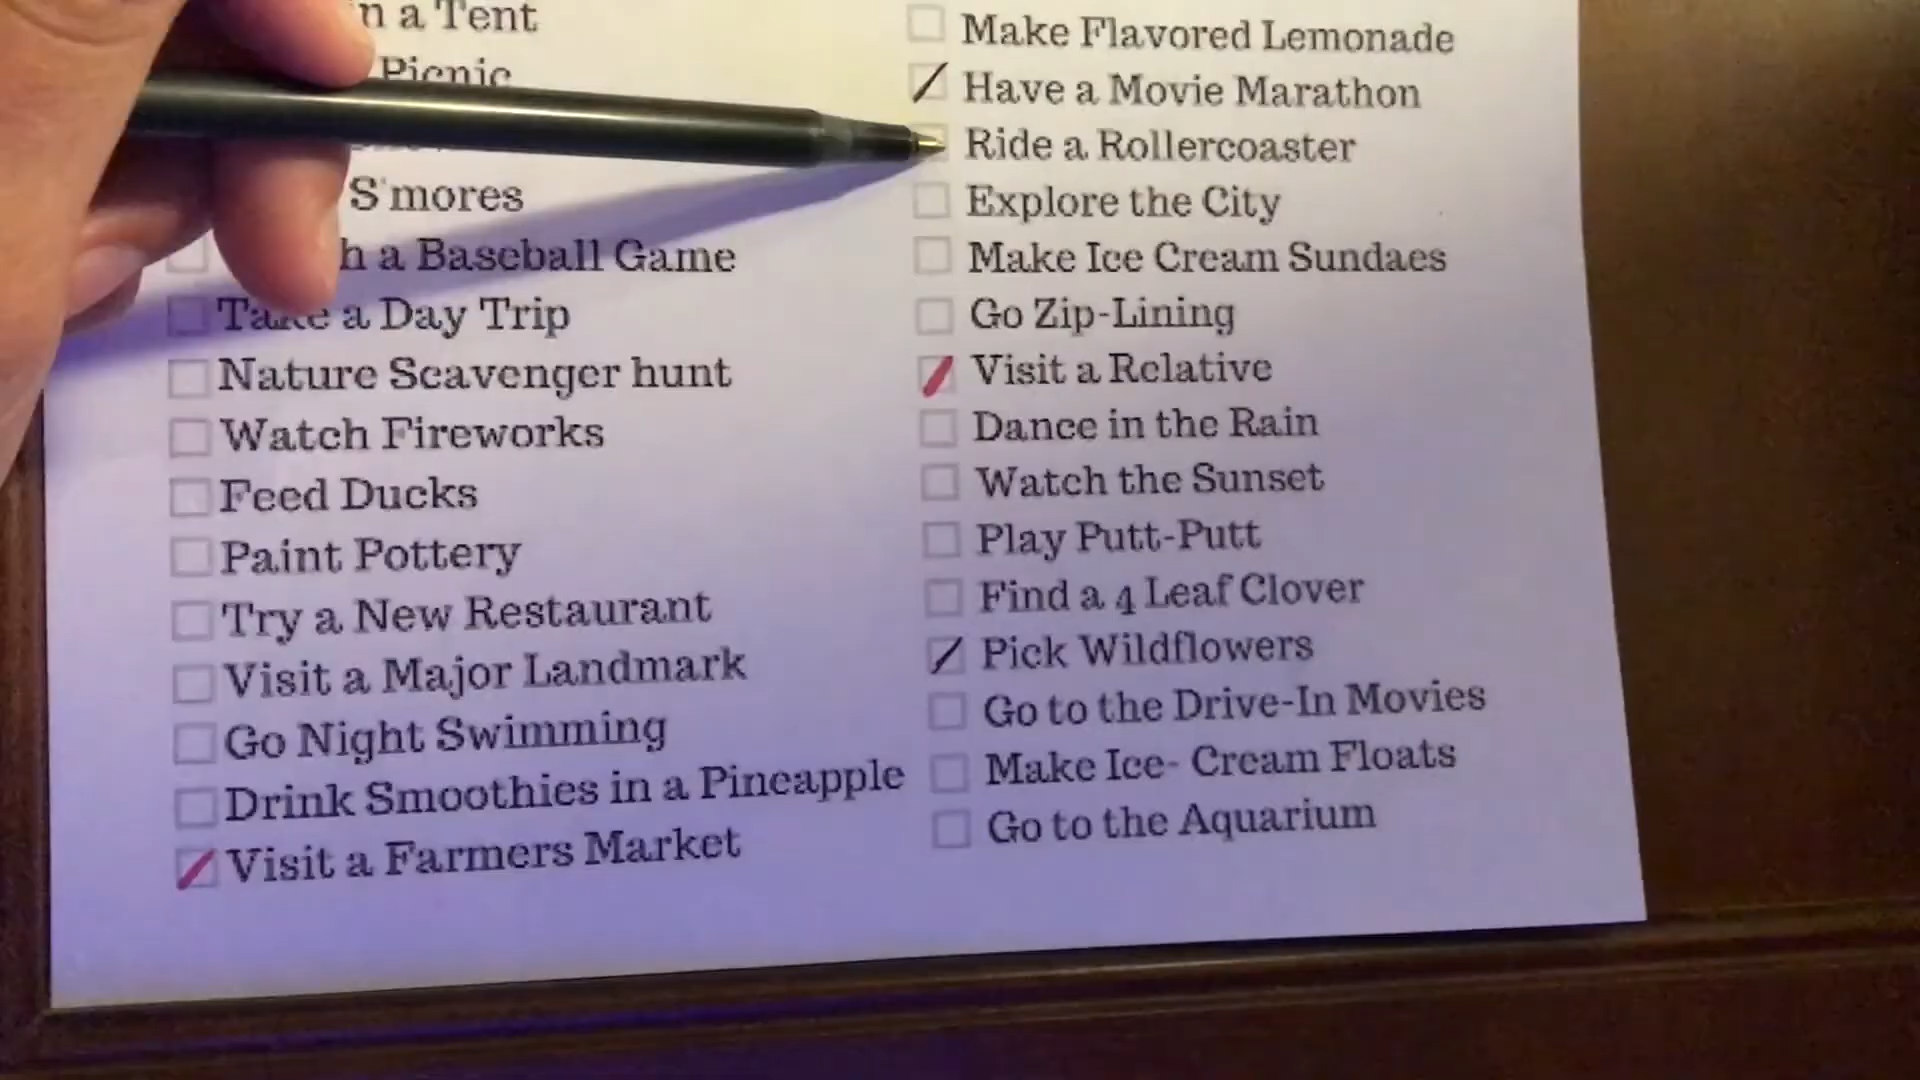 n a Tent
Picnic
S'mores
h a Baseball Game
Take a Day Trip
Nature Scavenger hunt
Watch Fireworks
Feed Ducks
Paint Pottery
Try a New Restaurant
Visit a Major Landmark
Go Night Swimming
Drink Smoothies in a Pineapple
Visit a Farmers Market
Make Flavored Lemonade
Have a Movie Marathon
Ride a Rollercoaster
Explore the City
Make Ice Cream Sundaes
Go Zip-Lining
Visit a Relative
Dance in the Rain
Watch the Sunset
Play Putt-Putt
Find a 4 Leaf Clover
Pick Wildflowers
Go to the Drive-In Movies
Make Ice- Cream Floats
Go to the Aquarium